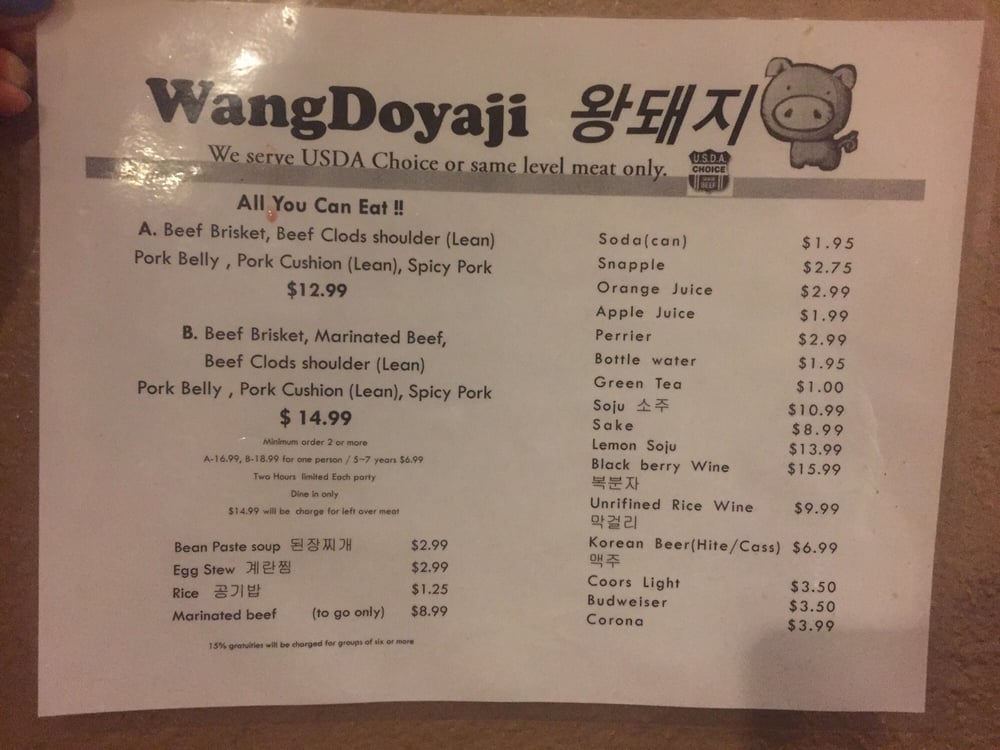 WangDoyaji 왕돼지
We serve USDA Choice or same level meat only.
U.S.D.A.
CHOICE
BEEF
All You Can Eat !!
A. Beef Brisket, Beef Clods shoulder (Lean)
Pork Belly , Pork Cushion (Lean), Spicy Pork
$12.99
B. Beef Brisket, Marinated Beef,
Beef Clods shoulder (Lean)
Pork Belly , Pork Cushion (Lean), Spicy Pork
$ 14.99
Minimum order 2 or more
A-16.99, B-18.99 for one person / 5~7 years $6.99
Two Hours limited Each party
Dine in only
$14.99 will be charge for left over meat
Bean Paste soup 된장찌개 $2.99
Egg Stew 계란찜 $2.99
Rice 공기밥 $1.25
Marinated beef (to go only) $8.99
15% gratuities will be charged for groups of six or more
Soda(can) $1.95
Snapple $2.75
Orange Juice $2.99
Apple Juice $1.99
Perrier $2.99
Bottle water $1.95
Green Tea $1.00
Soju 소주 $10.99
Sake $8.99
Lemon Soju $13.99
Black berry Wine $15.99
복분자
Unrifined Rice Wine $9.99
막걸리
Korean Beer(Hite/Cass) $6.99
맥주
Coors Light $3.50
Budweiser $3.50
Corona $3.99